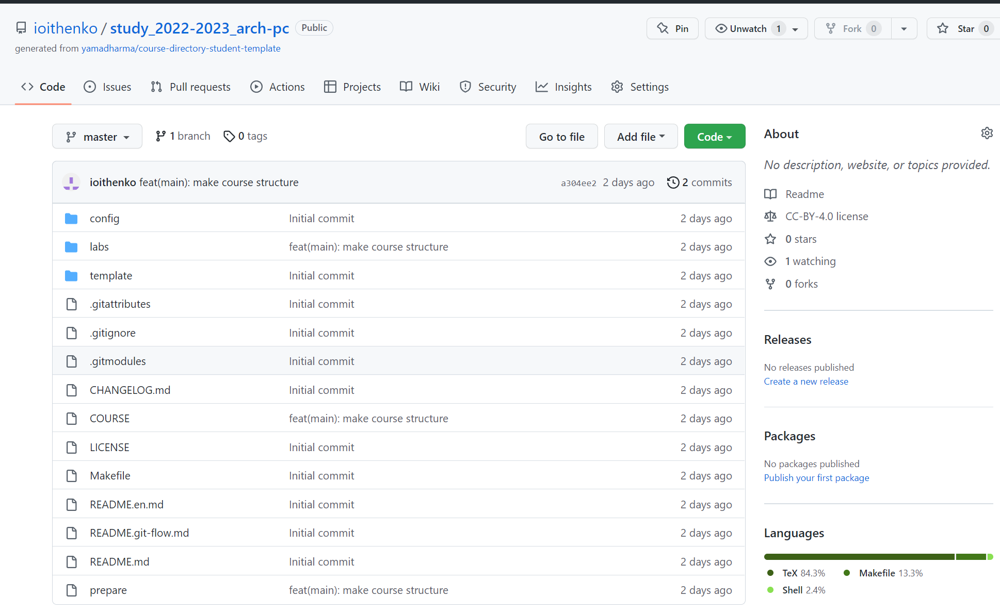 ioithenko / study_2022-2023_arch-pc Public Pin Unwatch 1 Fork 0 Star 0
generated from yamadharma/course-directory-student-template
Code Issues Pull requests Actions Projects Wiki Security Insights Settings
master 1 branch 0 tags Go to file Add file Code
ioithenko feat(main): make course structure a304ee2 2 days ago 2 commits
config Initial commit 2 days ago
labs feat(main): make course structure 2 days ago
template Initial commit 2 days ago
.gitattributes Initial commit 2 days ago
.gitignore Initial commit 2 days ago
.gitmodules Initial commit 2 days ago
CHANGELOG.md Initial commit 2 days ago
COURSE feat(main): make course structure 2 days ago
LICENSE Initial commit 2 days ago
Makefile Initial commit 2 days ago
README.en.md Initial commit 2 days ago
README.git-flow.md Initial commit 2 days ago
README.md Initial commit 2 days ago
prepare feat(main): make course structure 2 days ago
About
No description, website, or topics provided.
Readme
CC-BY-4.0 license
0 stars
1 watching
0 forks
Releases
No releases published
Create a new release
Packages
No packages published
Publish your first package
Languages
TeX 84.3% Makefile 13.3%
Shell 2.4%